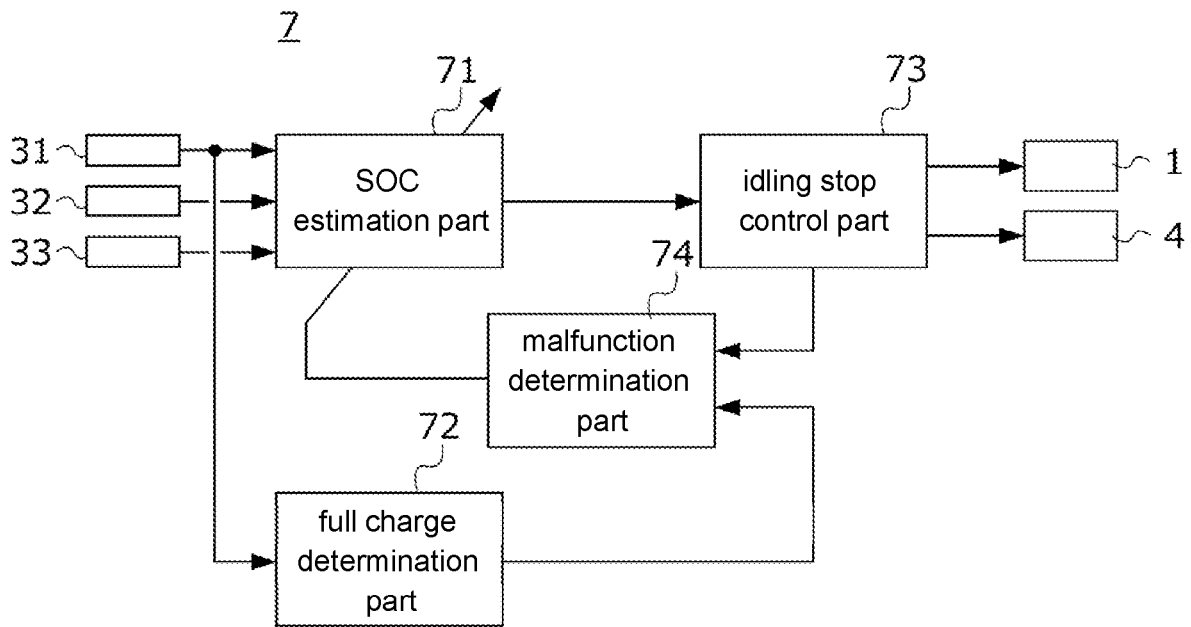 7
71
73
31
SOC
estimation part
idling stop
control part
1
32
33
4
74
malfunction
determination
part
72
full charge
determination
part